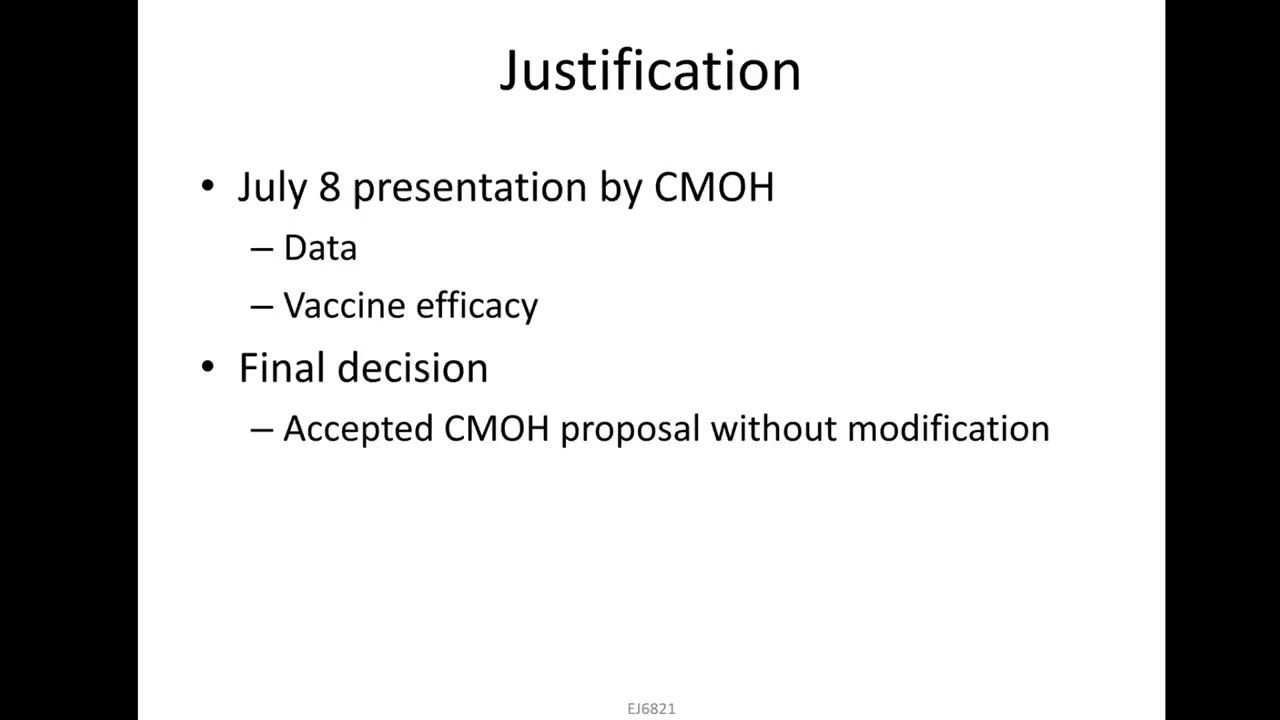 Justification
• July 8 presentation by CMOH
– Data
– Vaccine efficacy
• Final decision
– Accepted CMOH proposal without modification
EJ6821